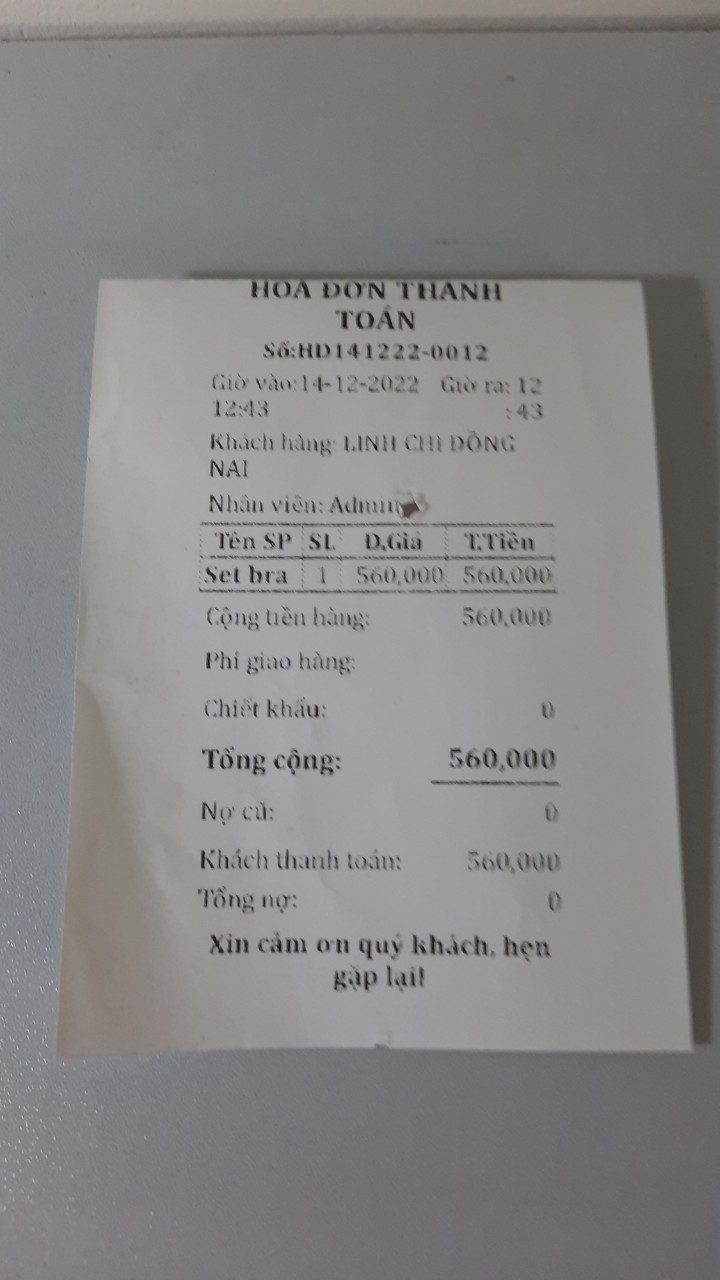 HOÁ ĐƠN THANH
TOÁN
Số:HD141222-0012
Giờ vào:14-12-2022 Giờ ra: 12
12:43 : 43
Khách hàng: LINH CHI ĐỒNG
NAI
Nhân viên: Admin
Tên SP SL Đ.Giá T.Tiền
Set bra 1 560,000 560,000
Cộng tiền hàng: 560,000
Phí giao hàng:
Chiết khấu: 0
Tổng cộng: 560,000
Nợ cũ: 0
Khách thanh toán: 560,000
Tổng nợ: 0
Xin cảm ơn quý khách, hẹn
gặp lại!